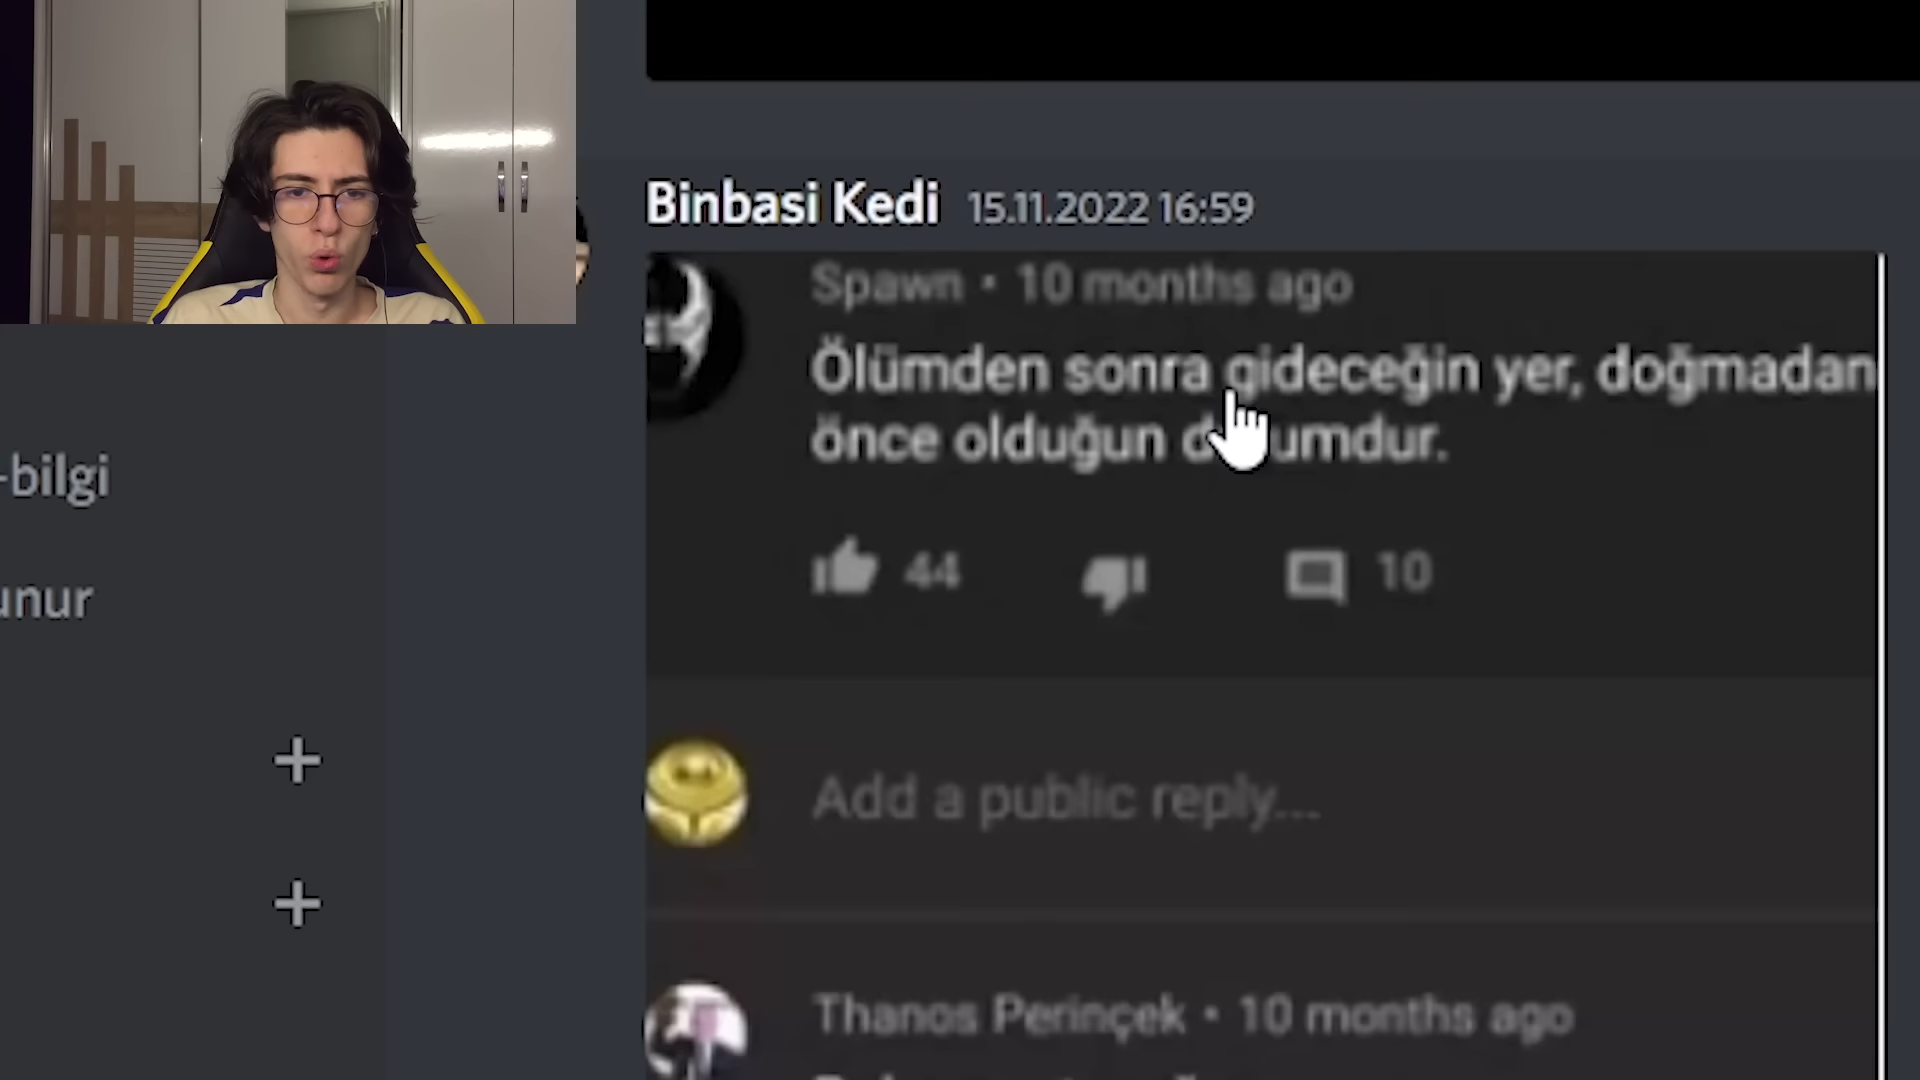 Binbasi Kedi 15.11.2022 16:59
Spawn • 10 months ago
Ölümden sonra gideceğin yer, doğmadan
önce olduğun durumdur.
44 10
-bilgi
unur
Add a public reply...
Thanos Perinçek • 10 months ago